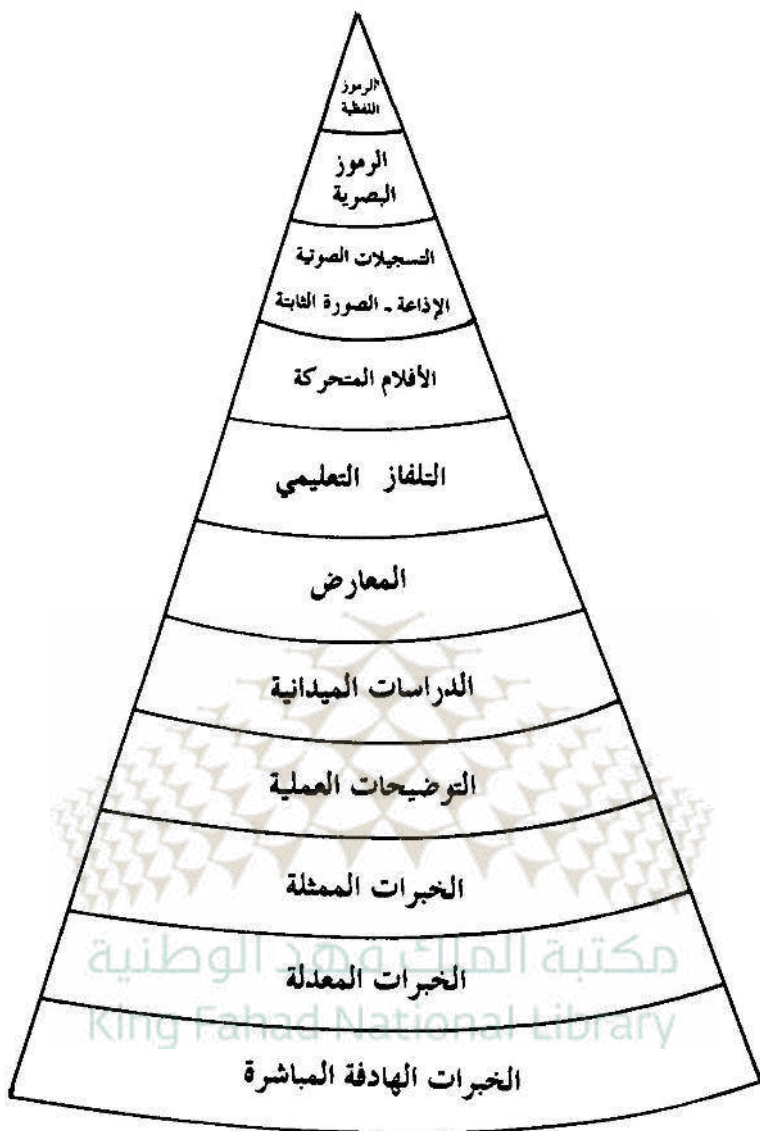 الرموز
اللفظية
الرموز
البصرية
التسجيلات الصوتية
الإذاعة - الصورة الثابتة
الأفلام المتحركة
التلفاز التعليمي
المعارض
الدراسات الميدانية
التوضيحات العملية
الخبرات الممثلة
مكتبة الملك فهد الوطنية
الخبرات المعدلة
King Fahad National Library
الخبرات الهادفة المباشرة